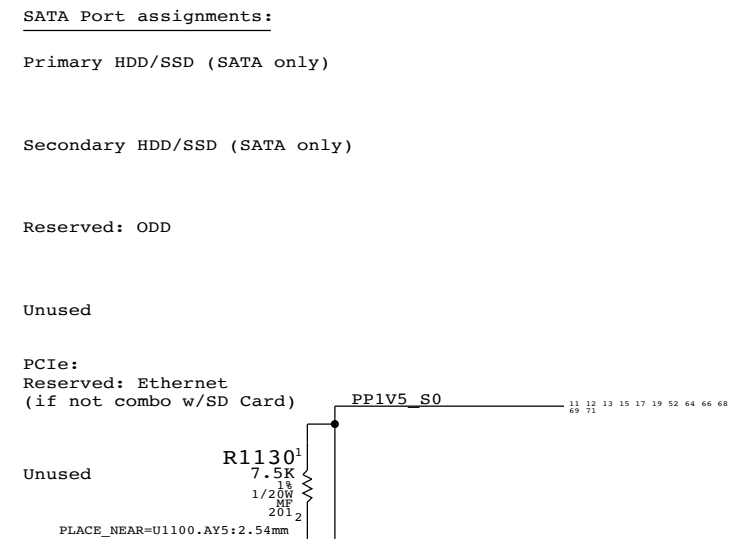 SATA Port assignments:
Primary HDD/SSD (SATA only)
Secondary HDD/SSD (SATA only)
Reserved: ODD
Unused
PCIe:
Reserved: Ethernet
(if not combo w/SD Card)
PP1V5_S0
11 12 13 15 17 19 52 64 66 68
69 71
R1130
1
Unused
7.5K
1%
1/20W
MF
201
2
PLACE_NEAR=U1100.AY5:2.54mm